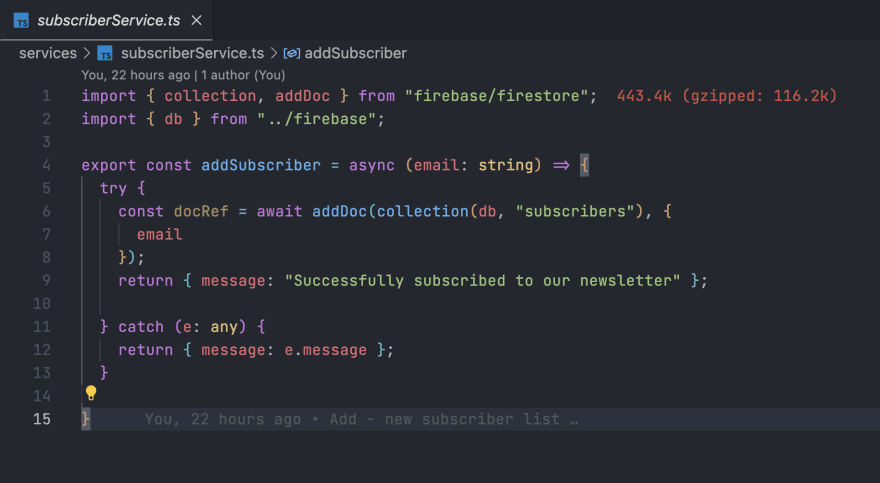 TS subscriberService.ts ×
services > TS subscriberService.ts > addSubscriber
You, 22 hours ago | 1 author (You)
1 import { collection, addDoc } from "firebase/firestore"; 443.4k (gzipped: 116.2k)
2 import { db } from "../firebase";
3
4 export const addSubscriber = async (email: string) => {
5 try {
6 const docRef = await addDoc(collection(db, "subscribers"), {
7 email
8 });
9 return { message: "Successfully subscribed to our newsletter" };
10
11 } catch (e: any) {
12 return { message: e.message };
13 }
14
15 } You, 22 hours ago • Add - new subscriber list …